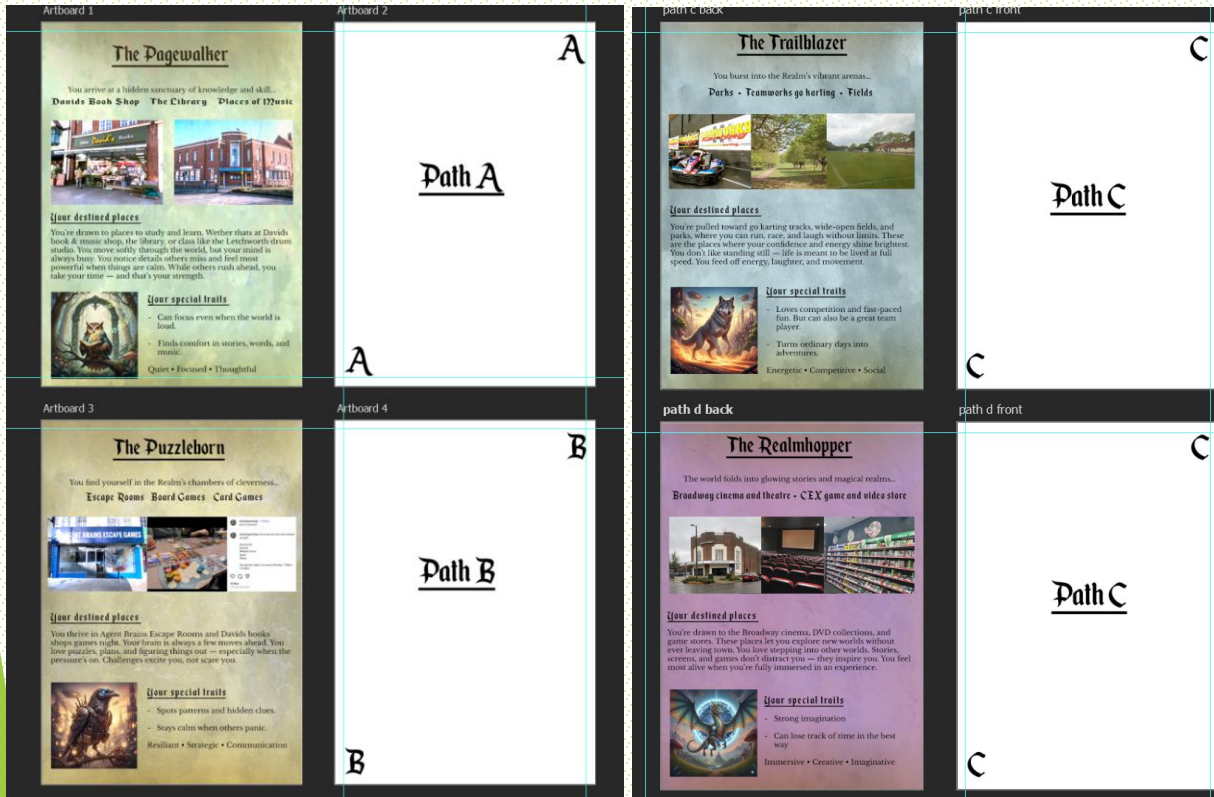 Artboard 1
The Pagewalker
You arrive at a hidden sanctuary of knowledge and skill...
Davids Book Shop The Library Places of Music
David's Books
Your destined places
You're drawn to places to study and learn. Wether thats at Davids
book & music shop, the library, or class like the Letchworth drum
studio. You move softly through the world, but your mind is
always busy. You notice details others miss and feel most
powerful when things are calm. While others rush ahead, you
take your time — and that's your strength.
Your special traits
- Can focus even when the world is
loud.
- Finds comfort in stories, words, and
music.
Quiet • Focused • Thoughtful
Artboard 2
A
Path A
A
path c back
The Trailblazer
You burst into the Realm's vibrant arenas...
Parks • Teamworks go karting • Fields
Your destined places
You're pulled toward go karting tracks, wide-open fields, and
parks, where you can run, race, and laugh without limits. These
are the places where your confidence and energy shine brightest.
You don't like standing still — life is meant to be lived at full
speed. You feed off energy, laughter, and movement.
Your special traits
- Loves competition and fast-paced
fun. But can also be a great team
player.
- Turns ordinary days into
adventures.
Energetic • Competitive • Social
path c front
C
Path C
C
Artboard 3
The Puzzleborn
You find yourself in the Realm's chambers of cleverness...
Escape Rooms Board Games Card Games
BRAINS ESCAPE GAMES
Your destined places
You thrive in Agent Brains Escape Rooms and Davids books
shops games night. Your brain is always a few moves ahead. You
love puzzles, plans, and figuring things out — especially when the
pressure's on. Challenges excite you, not scare you.
Your special traits
- Spots patterns and hidden clues.
- Stays calm when others panic.
Resiliant • Strategic • Communication
Artboard 4
B
Path B
B
path d back
The Realmhopper
The world folds into glowing stories and magical realms...
Broadway cinema and theatre • CEX game and video store
Your destined places
You're drawn to the Broadway cinema, DVD collections, and
game stores. These places let you explore new worlds without
ever leaving town. You love stepping into other worlds. Stories,
screens, and games don't distract you — they inspire you. You feel
most alive when you're fully immersed in an experience.
Your special traits
- Strong imagination
- Can lose track of time in the best
way
Immersive • Creative • Imaginative
path d front
C
Path C
C